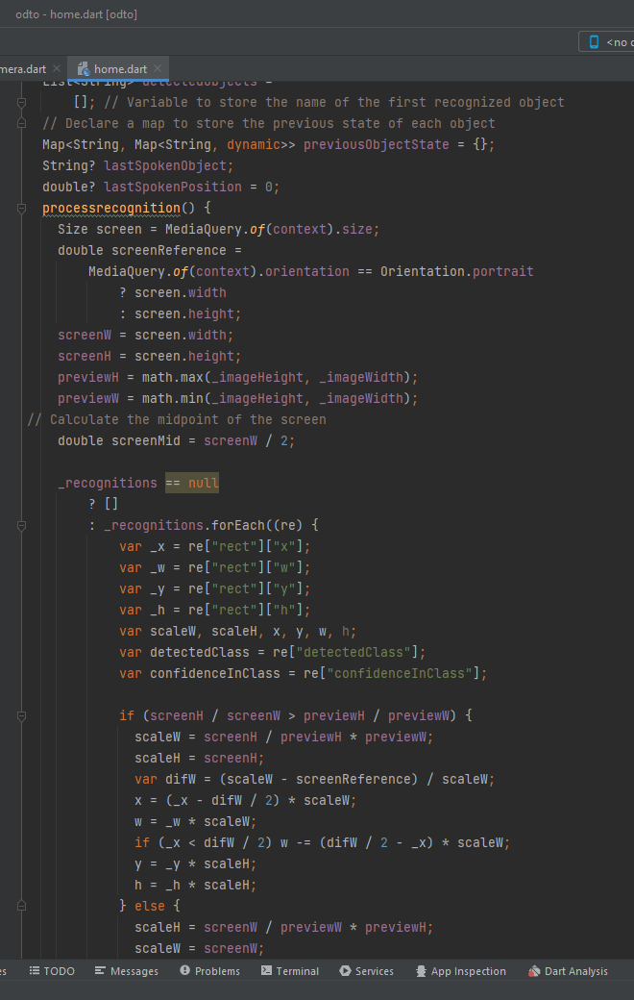 odto - home.dart [odto]
<no
mera.dart
home.dart
List<String> detectedObjects =
[]; // Variable to store the name of the first recognized object
// Declare a map to store the previous state of each object
Map<String, Map<String, dynamic>> previousObjectState = {};
String? lastSpokenObject;
double? lastSpokenPosition = 0;
processrecognition() {
Size screen = MediaQuery.of(context).size;
double screenReference =
MediaQuery.of(context).orientation == Orientation.portrait
? screen.width
: screen.height;
screenW = screen.width;
screenH = screen.height;
previewH = math.max(_imageHeight, _imageWidth);
previewW = math.min(_imageHeight, _imageWidth);
// Calculate the midpoint of the screen
double screenMid = screenW / 2;
_recognitions == null
? []
: _recognitions.forEach((re) {
var _x = re["rect"]["x"];
var _w = re["rect"]["w"];
var _y = re["rect"]["y"];
var _h = re["rect"]["h"];
var scaleW, scaleH, x, y, w, h;
var detectedClass = re["detectedClass"];
var confidenceInClass = re["confidenceInClass"];
if (screenH / screenW > previewH / previewW) {
scaleW = screenH / previewH * previewW;
scaleH = screenH;
var difW = (scaleW - screenReference) / scaleW;
x = (_x - difW / 2) * scaleW;
w = _w * scaleW;
if (_x < difW / 2) w -= (difW / 2 - _x) * scaleW;
y = _y * scaleH;
h = _h * scaleH;
} else {
scaleH = screenW / previewW * previewH;
scaleW = screenW;
es TODO Messages Problems Terminal Services App Inspection Dart Analysis